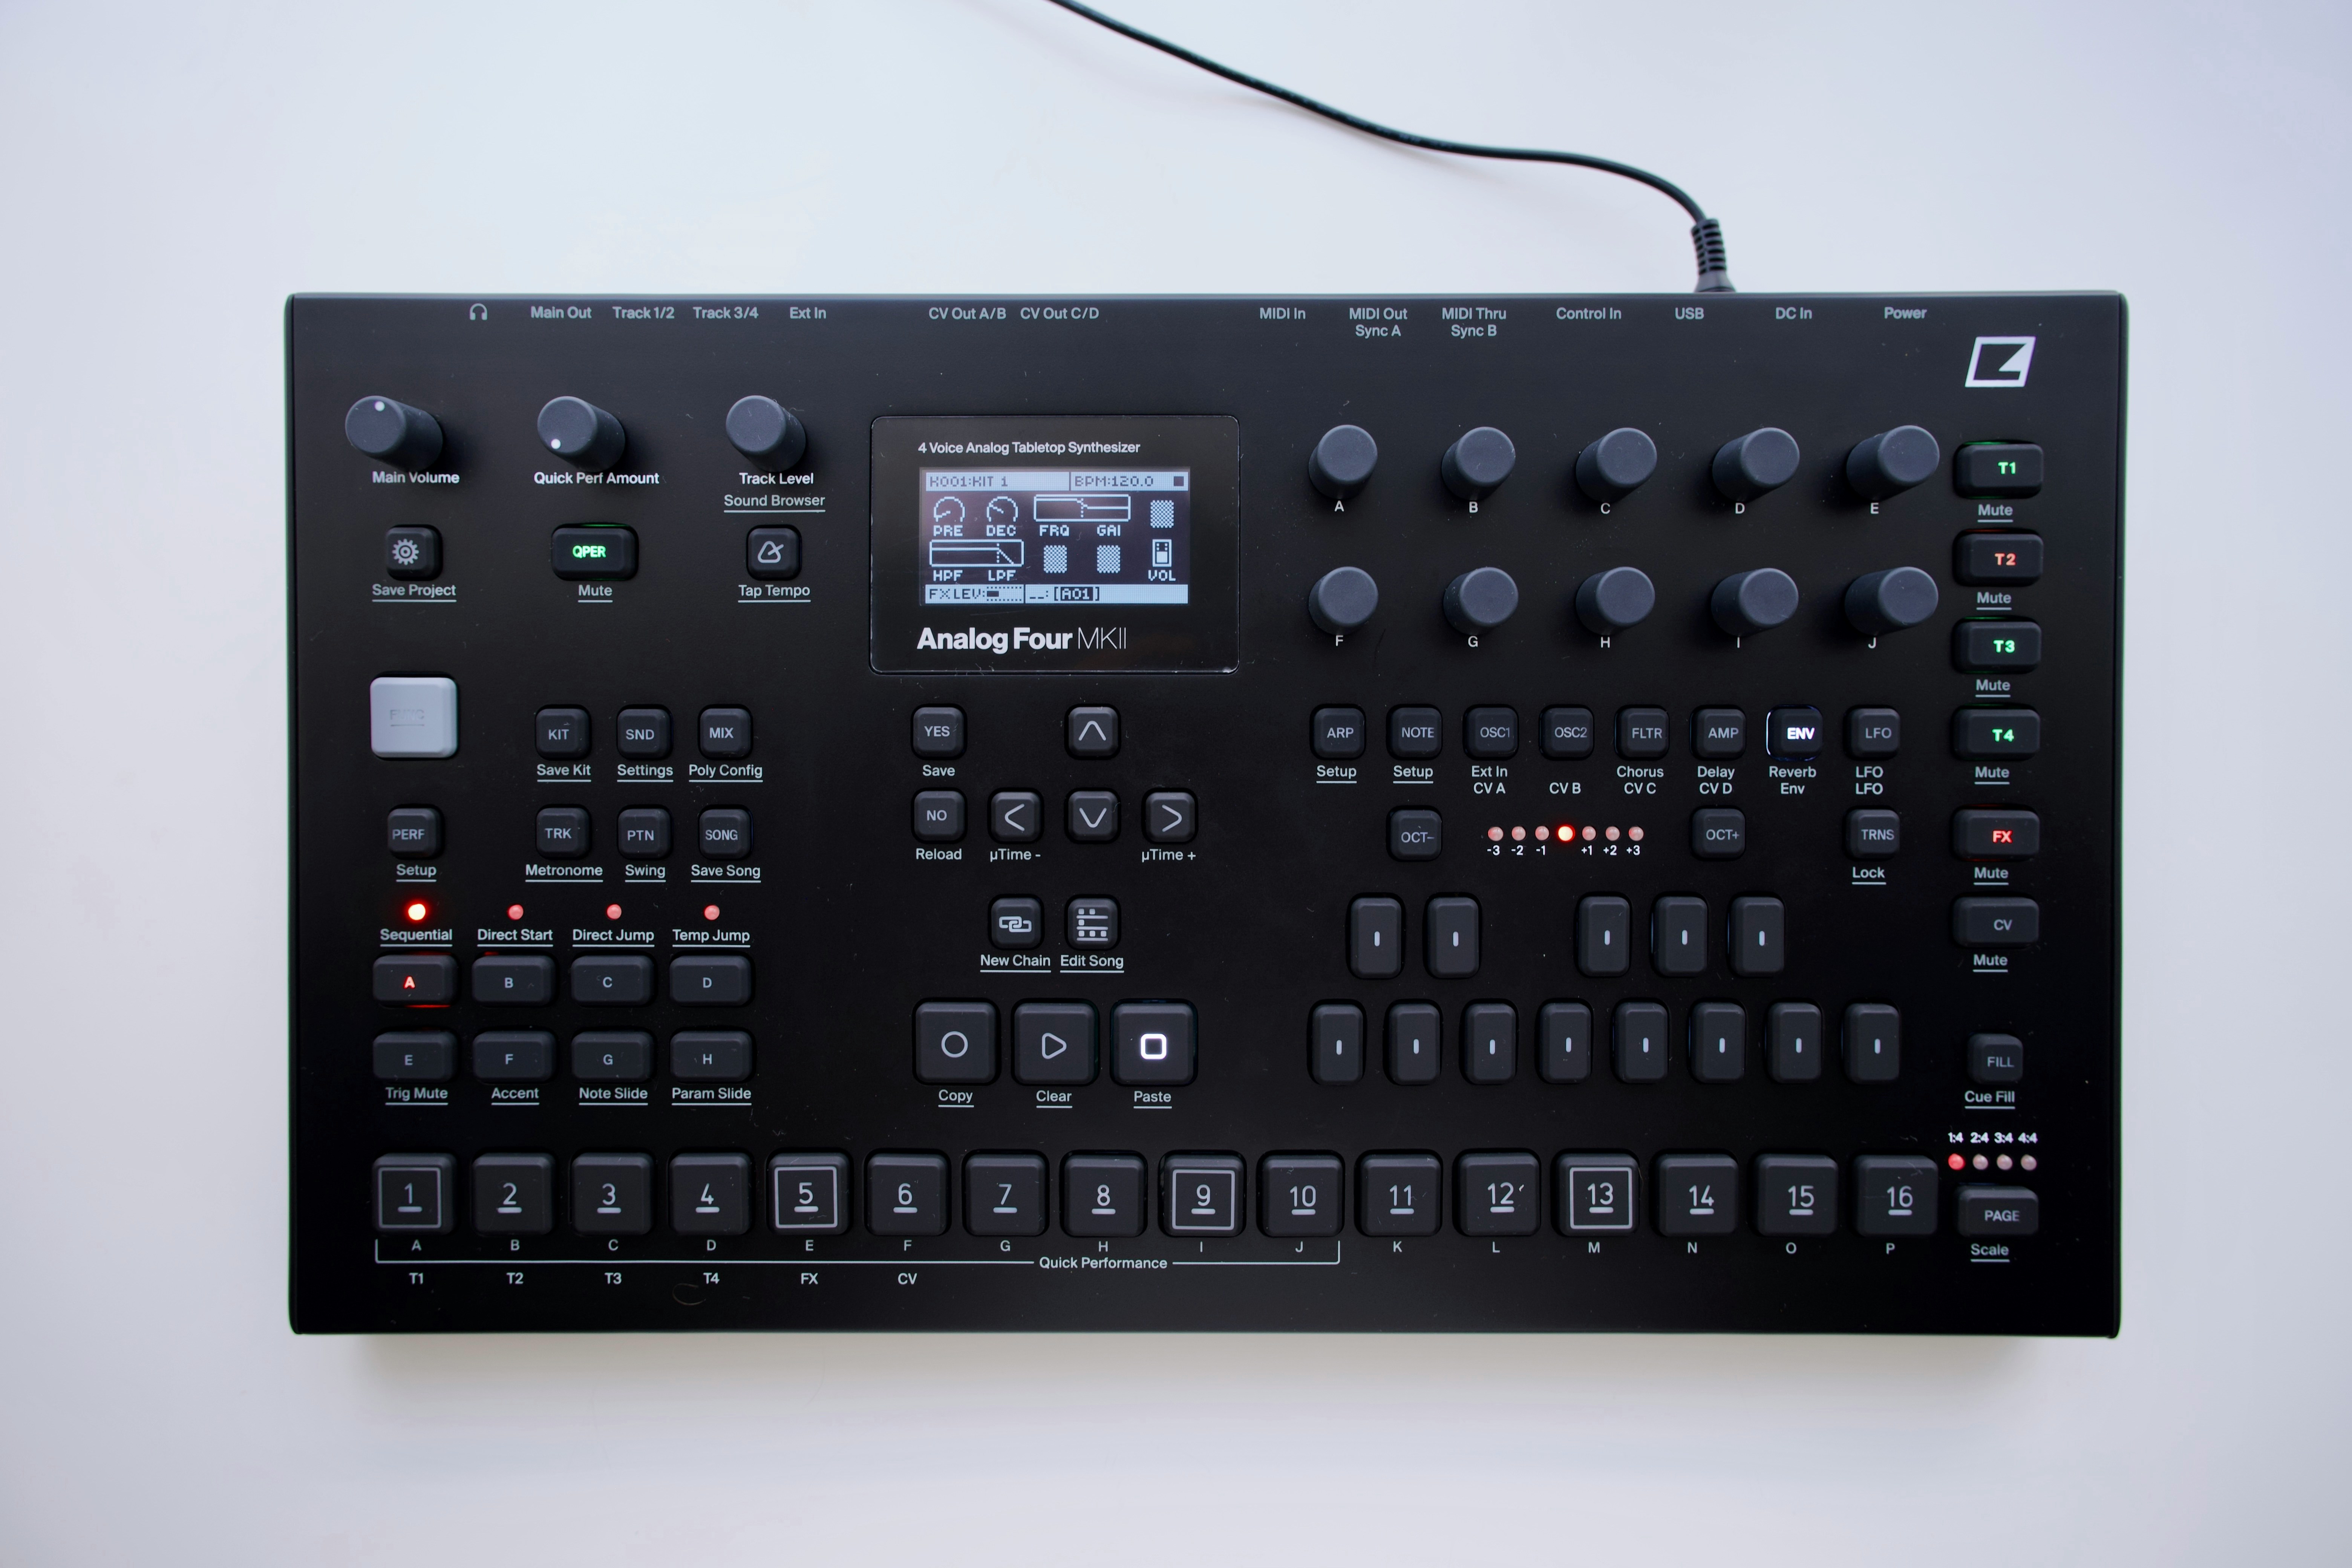 Main Out Track 1/2 Track 3/4 Ext In CV Out A/B CV Out C/D MIDI In MIDI Out MIDI Thru Control In USB DC In Power
Sync A Sync B
4 Voice Analog Tabletop Synthesizer
K001:KIT 1 BPM:120.0
PRE DEC FRQ GAI
HPF LPF VOL
FX LEV: __: [A01]
Analog Four MKII
Main Volume Quick Perf Amount Track Level
Sound Browser
QPER
Save Project Mute Tap Tempo
A B C D E
F G H I J
T1
Mute
T2
Mute
T3
Mute
T4
Mute
FX
Mute
CV
Mute
KIT SND MIX
Save Kit Settings Poly Config
PERF TRK PTN SONG
Setup Metronome Swing Save Song
Sequential Direct Start Direct Jump Temp Jump
A B C D
E F G H
Trig Mute Accent Note Slide Param Slide
YES
Save
NO
Reload µTime - µTime +
New Chain Edit Song
Copy Clear Paste
ARP NOTE OSC1 OSC2 FLTR AMP ENV LFO
Setup Setup Ext In Chorus Delay Reverb LFO
CV A CV B CV C CV D Env LFO
OCT- OCT+ TRNS
-3 -2 -1 +1 +2 +3
Lock
FILL
Cue Fill
1:4 2:4 3:4 4:4
1 2 3 4 5 6 7 8 9 10 11 12 13 14 15 16 PAGE
A B C D E F G H I J K L M N O P Scale
Quick Performance
T1 T2 T3 T4 FX CV